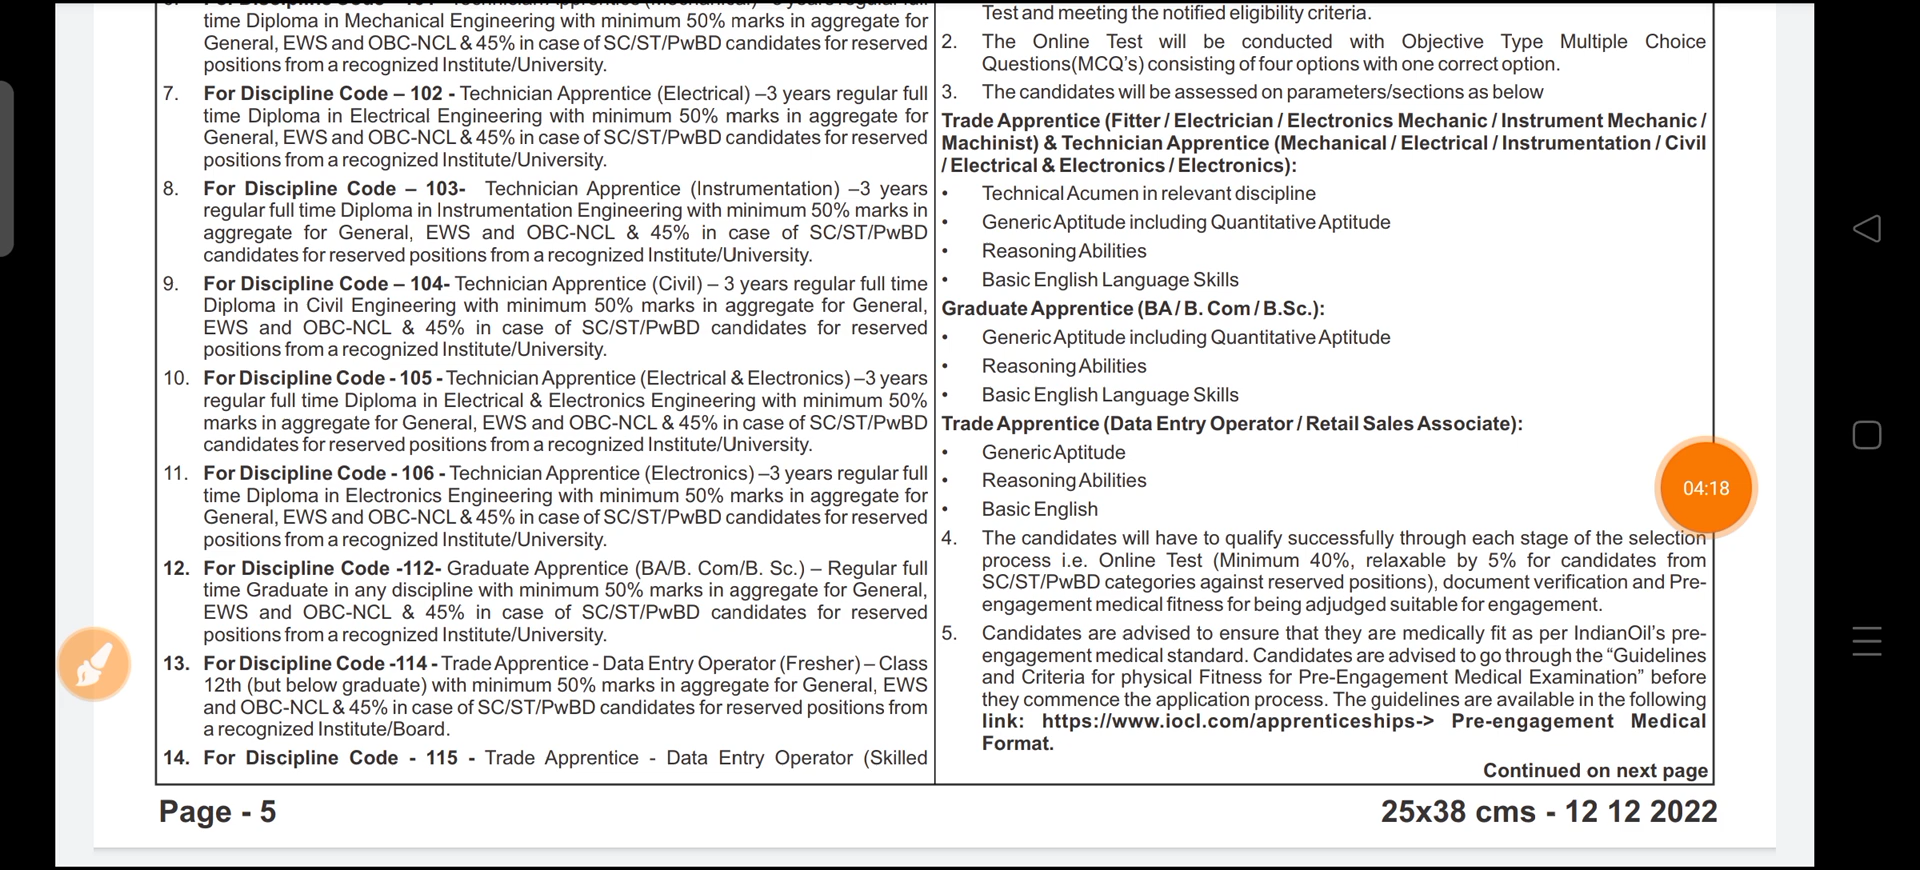 time Diploma in Mechanical Engineering with minimum 50% marks in aggregate for
General, EWS and OBC-NCL & 45% in case of SC/ST/PwBD candidates for reserved
positions from a recognized Institute/University.
7. For Discipline Code – 102 - Technician Apprentice (Electrical) –3 years regular full
time Diploma in Electrical Engineering with minimum 50% marks in aggregate for
General, EWS and OBC-NCL & 45% in case of SC/ST/PwBD candidates for reserved
positions from a recognized Institute/University.
8. For Discipline Code – 103- Technician Apprentice (Instrumentation) –3 years
regular full time Diploma in Instrumentation Engineering with minimum 50% marks in
aggregate for General, EWS and OBC-NCL & 45% in case of SC/ST/PwBD
candidates for reserved positions from a recognized Institute/University.
9. For Discipline Code – 104- Technician Apprentice (Civil) – 3 years regular full time
Diploma in Civil Engineering with minimum 50% marks in aggregate for General,
EWS and OBC-NCL & 45% in case of SC/ST/PwBD candidates for reserved
positions from a recognized Institute/University.
10. For Discipline Code - 105 - Technician Apprentice (Electrical & Electronics) –3 years
regular full time Diploma in Electrical & Electronics Engineering with minimum 50%
marks in aggregate for General, EWS and OBC-NCL & 45% in case of SC/ST/PwBD
candidates for reserved positions from a recognized Institute/University.
11. For Discipline Code - 106 - Technician Apprentice (Electronics) –3 years regular full
time Diploma in Electronics Engineering with minimum 50% marks in aggregate for
General, EWS and OBC-NCL & 45% in case of SC/ST/PwBD candidates for reserved
positions from a recognized Institute/University.
12. For Discipline Code -112- Graduate Apprentice (BA/B. Com/B. Sc.) – Regular full
time Graduate in any discipline with minimum 50% marks in aggregate for General,
EWS and OBC-NCL & 45% in case of SC/ST/PwBD candidates for reserved
positions from a recognized Institute/University.
13. For Discipline Code -114 - Trade Apprentice - Data Entry Operator (Fresher) – Class
12th (but below graduate) with minimum 50% marks in aggregate for General, EWS
and OBC-NCL & 45% in case of SC/ST/PwBD candidates for reserved positions from
a recognized Institute/Board.
14. For Discipline Code - 115 - Trade Apprentice - Data Entry Operator (Skilled
Test and meeting the notified eligibility criteria.
2. The Online Test will be conducted with Objective Type Multiple Choice
Questions(MCQ's) consisting of four options with one correct option.
3. The candidates will be assessed on parameters/sections as below
Trade Apprentice (Fitter / Electrician / Electronics Mechanic / Instrument Mechanic /
Machinist) & Technician Apprentice (Mechanical / Electrical / Instrumentation / Civil
/ Electrical & Electronics / Electronics):
• Technical Acumen in relevant discipline
• Generic Aptitude including Quantitative Aptitude
• Reasoning Abilities
• Basic English Language Skills
Graduate Apprentice (BA / B. Com / B.Sc.):
• Generic Aptitude including Quantitative Aptitude
• Reasoning Abilities
• Basic English Language Skills
Trade Apprentice (Data Entry Operator / Retail Sales Associate):
• Generic Aptitude
• Reasoning Abilities
• Basic English
4. The candidates will have to qualify successfully through each stage of the selection
process i.e. Online Test (Minimum 40%, relaxable by 5% for candidates from
SC/ST/PwBD categories against reserved positions), document verification and Pre-
engagement medical fitness for being adjudged suitable for engagement.
5. Candidates are advised to ensure that they are medically fit as per IndianOil's pre-
engagement medical standard. Candidates are advised to go through the “Guidelines
and Criteria for physical Fitness for Pre-Engagement Medical Examination” before
they commence the application process. The guidelines are available in the following
link: https://www.iocl.com/apprenticeships-> Pre-engagement Medical
Format.
Continued on next page
Page - 5
25x38 cms - 12 12 2022
04:18